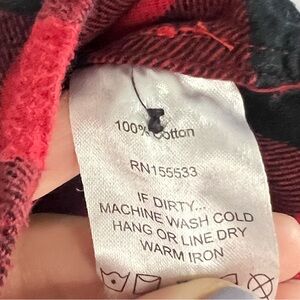 100% Cotton
RN155533
IF DIRTY...
MACHINE WASH COLD
HANG OR LINE DRY
WARM IRON